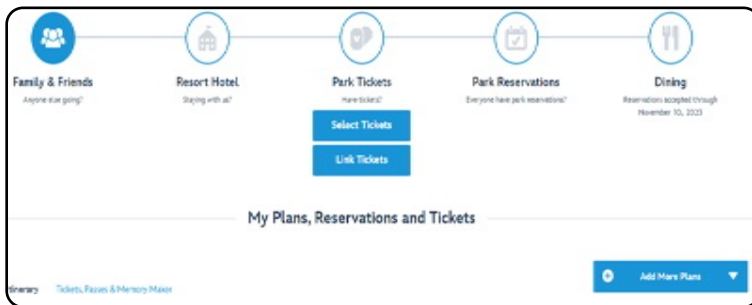 Family & Friends
Anyone else going?
Resort Hotel
Staying with us?
Park Tickets
Have tickets?
Select Tickets
Link Tickets
Park Reservations
Everyone have park reservations?
Dining
Reservations accepted through
November 10, 2023
My Plans, Reservations and Tickets
Add More Plans
tinerary Tickets, Passes & Memory Maker